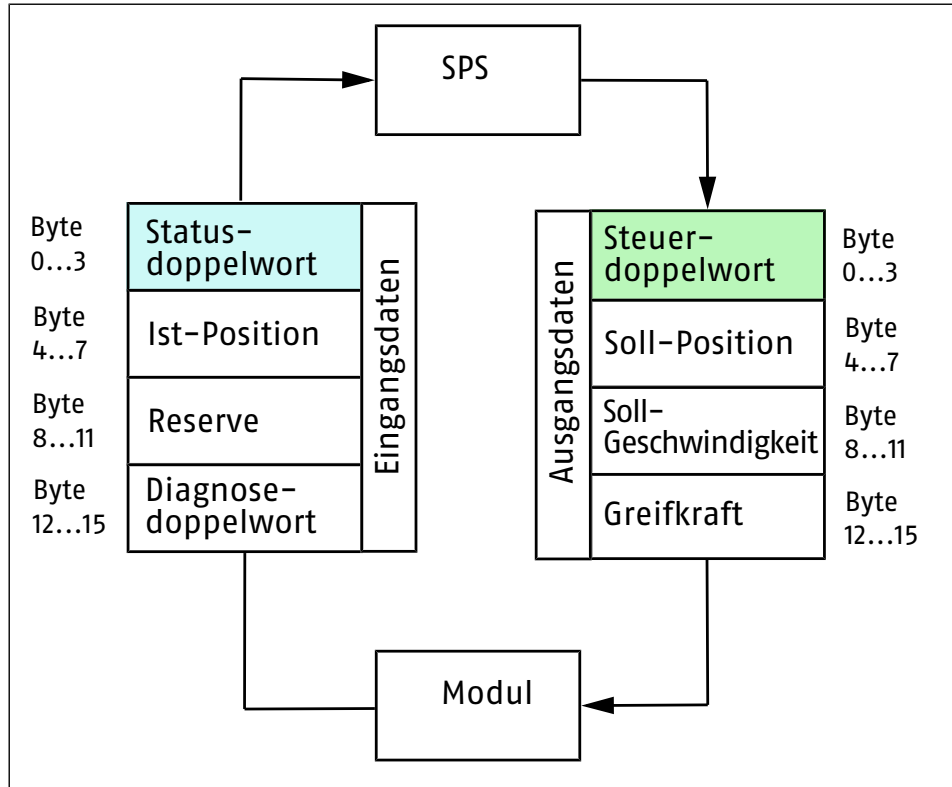 SPS
Byte
0…3
Status-
doppelwort
Byte
4…7
Ist-Position
Byte
8…11
Reserve
Byte
12…15
Diagnose-
doppelwort
Eingangsdaten
Ausgangsdaten
Steuer-
doppelwort
Byte
0…3
Soll-Position
Byte
4…7
Soll-
Geschwindigkeit
Byte
8…11
Greifkraft
Byte
12…15
Modul